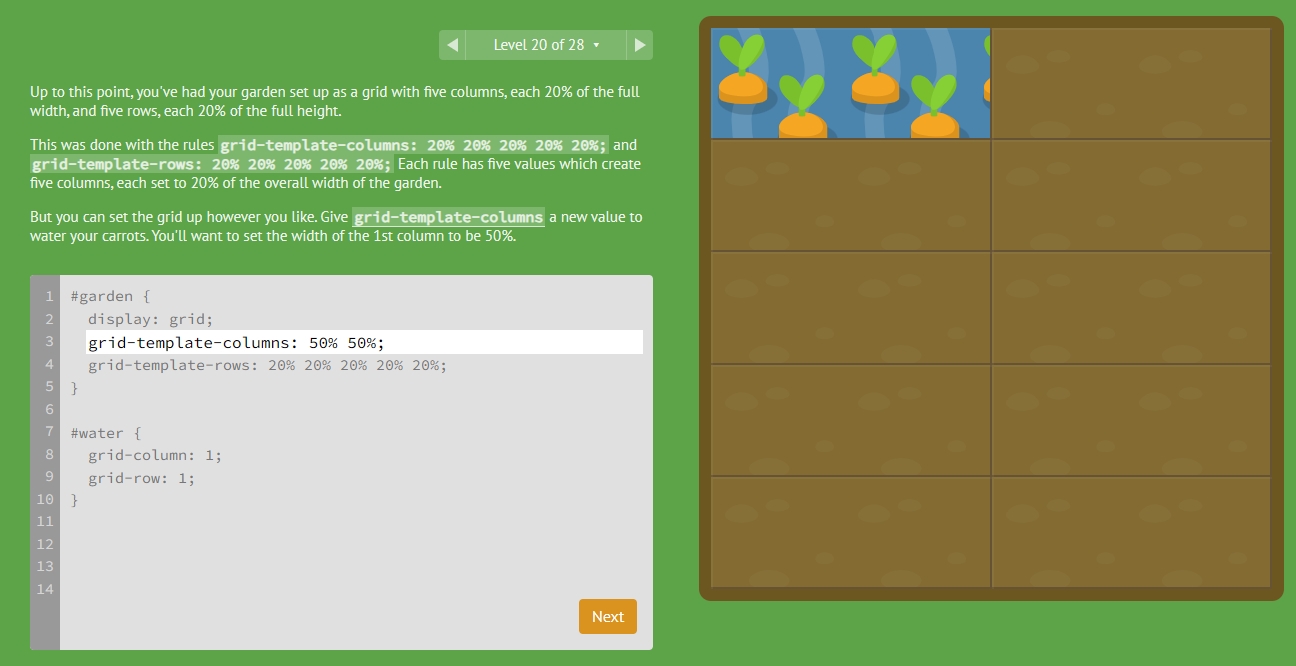 Level 20 of 28
Up to this point, you've had your garden set up as a grid with five columns, each 20% of the full
width, and five rows, each 20% of the full height.
This was done with the rules grid-template-columns: 20% 20% 20% 20% 20%; and
grid-template-rows: 20% 20% 20% 20% 20%; Each rule has five values which create
five columns, each set to 20% of the overall width of the garden.
But you can set the grid up however you like. Give grid-template-columns a new value to
water your carrots. You'll want to set the width of the 1st column to be 50%.
1 #garden {
2 display: grid;
3 grid-template-columns: 50% 50%;
4 grid-template-rows: 20% 20% 20% 20% 20%;
5 }
6
7 #water {
8 grid-column: 1;
9 grid-row: 1;
10 }
11
12
13
14
Next